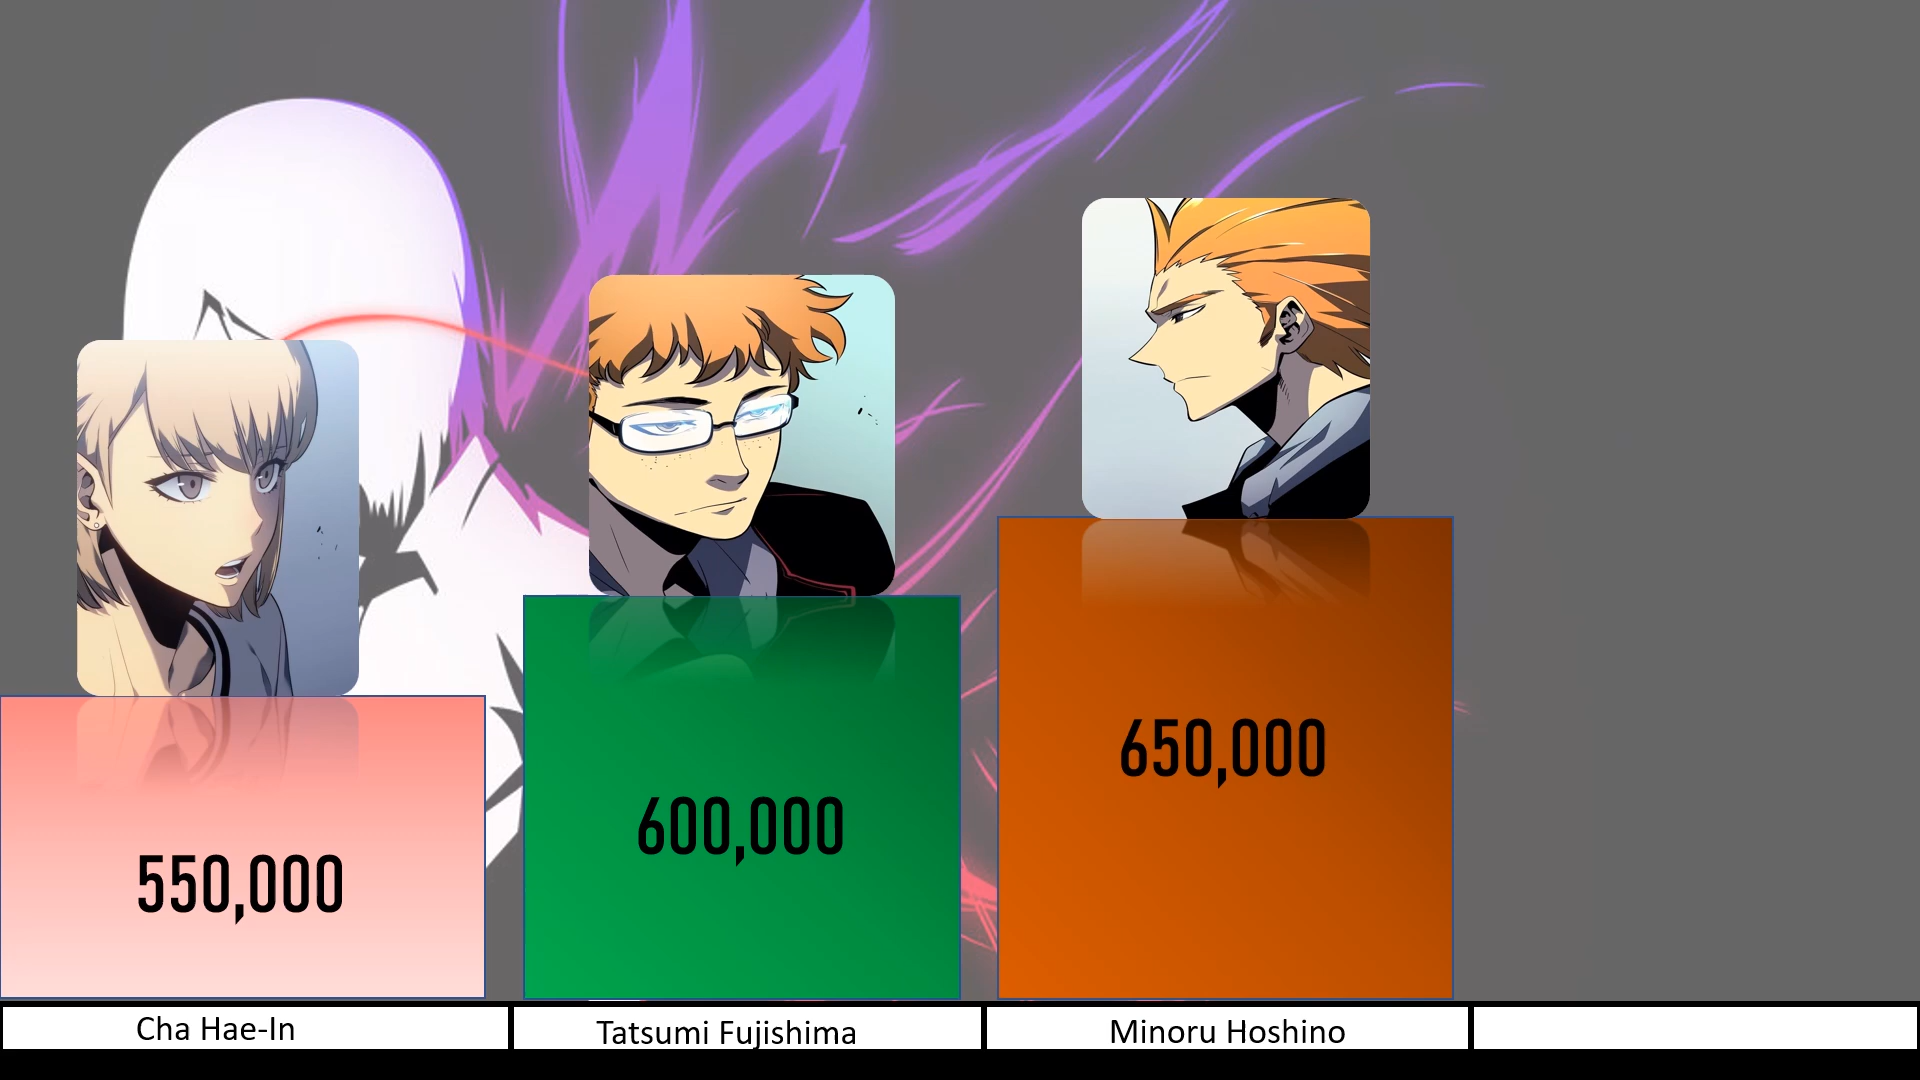 650,000
600,000
550,000
Cha Hae-In
Tatsumi Fujishima
Minoru Hoshino